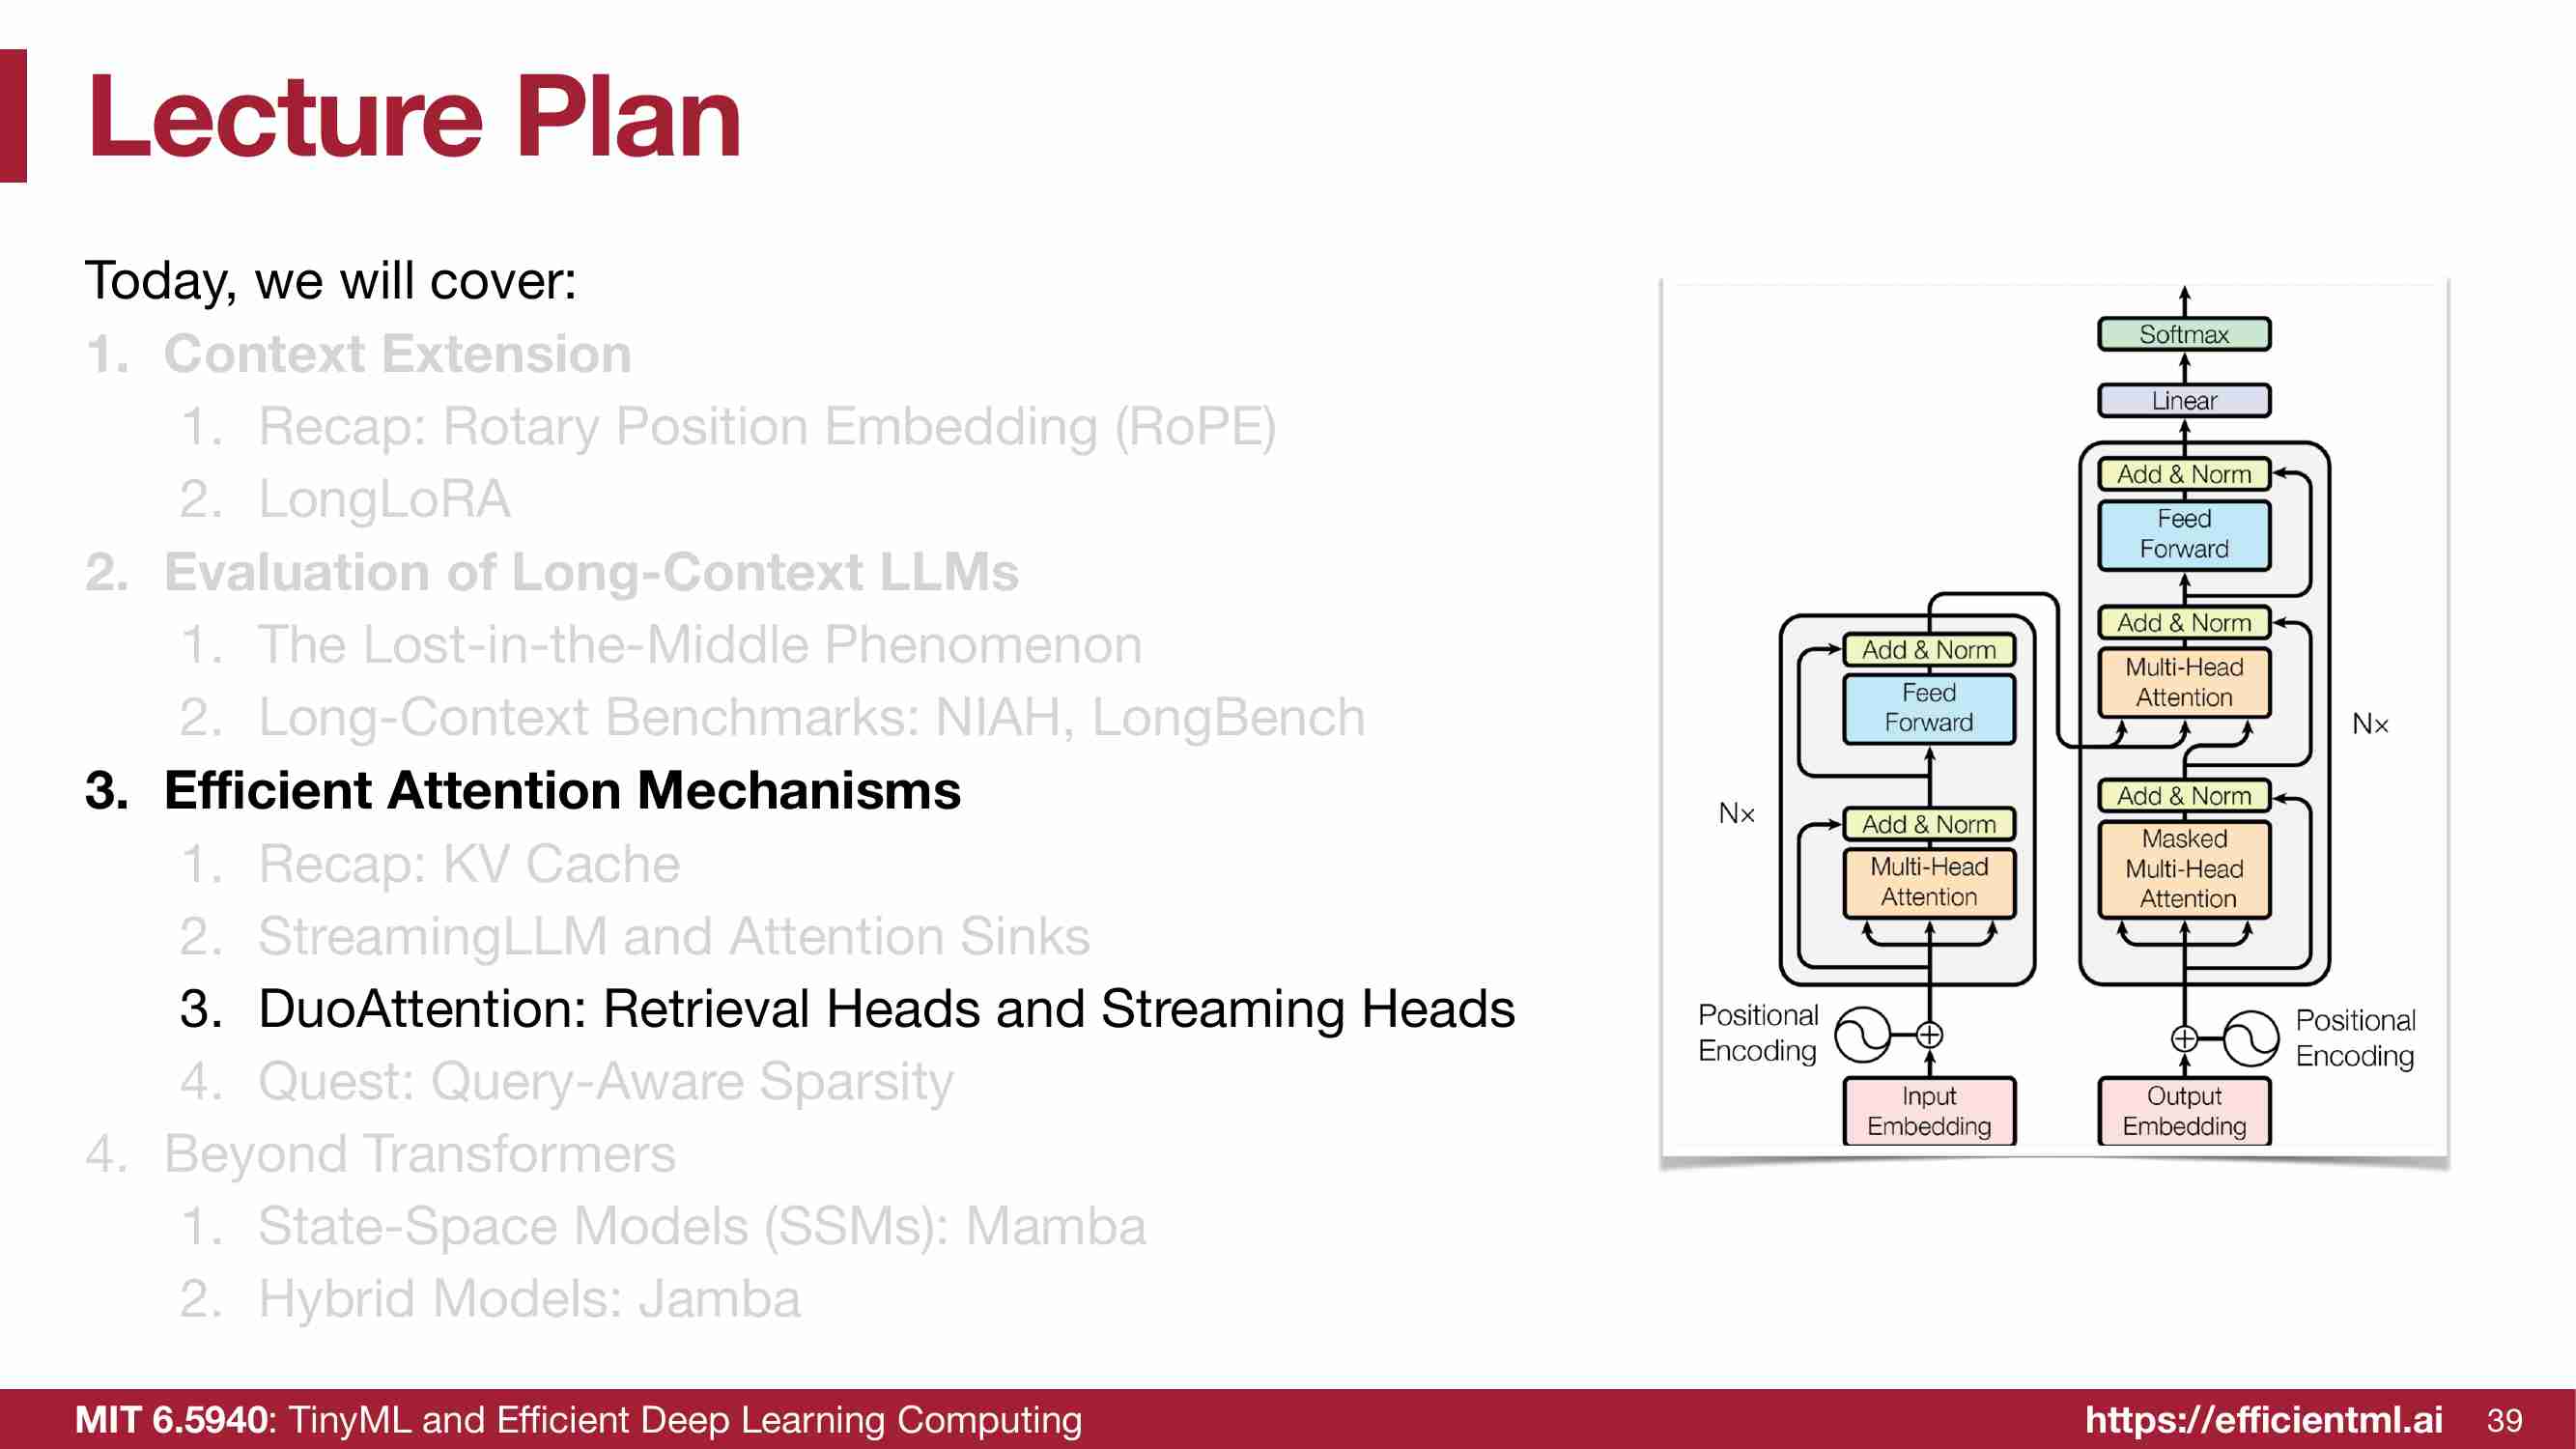 Lecture Plan
Today, we will cover:
1. Context Extension
1. Recap: Rotary Position Embedding (RoPE)
2. LongLoRA
2. Evaluation of Long-Context LLMs
1. The Lost-in-the-Middle Phenomenon
2. Long-Context Benchmarks: NIAH, LongBench
3. Efficient Attention Mechanisms
1. Recap: KV Cache
2. StreamingLLM and Attention Sinks
3. DuoAttention: Retrieval Heads and Streaming Heads
4. Quest: Query-Aware Sparsity
4. Beyond Transformers
1. State-Space Models (SSMs): Mamba
2. Hybrid Models: Jamba
Softmax
Linear
Add & Norm
Feed
Forward
Add & Norm
Multi-Head
Attention
N×
Add & Norm
Masked
Multi-Head
Attention
Positional
Encoding
Output
Embedding
Add & Norm
Feed
Forward
N×
Add & Norm
Multi-Head
Attention
Positional
Encoding
Input
Embedding
MIT 6.5940: TinyML and Efficient Deep Learning Computing
https://efficientml.ai
39